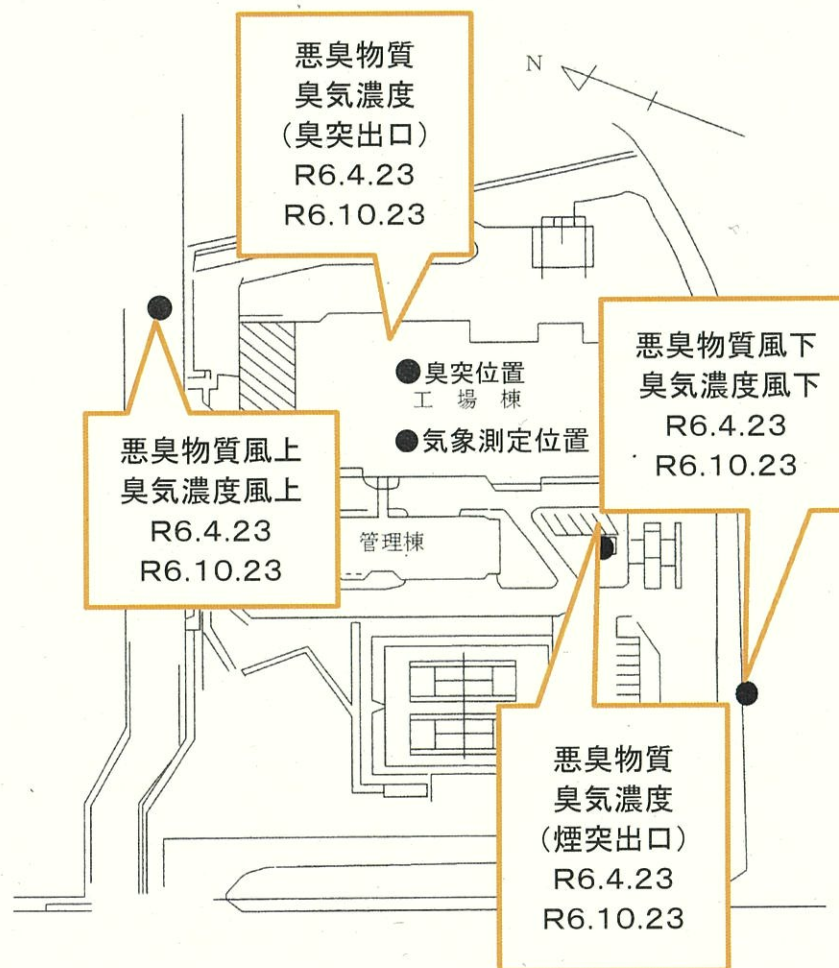 悪臭物質
臭気濃度
(臭突出口)
R6.4.23
R6.10.23
N
悪臭物質風下
臭気濃度風下
R6.4.23
R6.10.23
臭突位置
工場棟
気象測定位置
悪臭物質風上
臭気濃度風上
R6.4.23
R6.10.23
管理棟
悪臭物質
臭気濃度
(煙突出口)
R6.4.23
R6.10.23